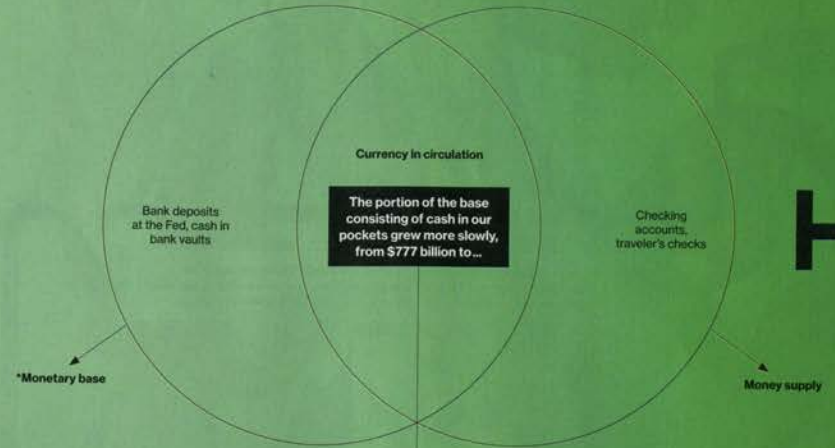 Currency in circulation
Bank deposits
at the Fed, cash in
bank vaults
The portion of the base
consisting of cash in our
pockets grew more slowly,
from $777 billion to...
Checking
accounts,
traveler's checks
H
*Monetary base
Money supply